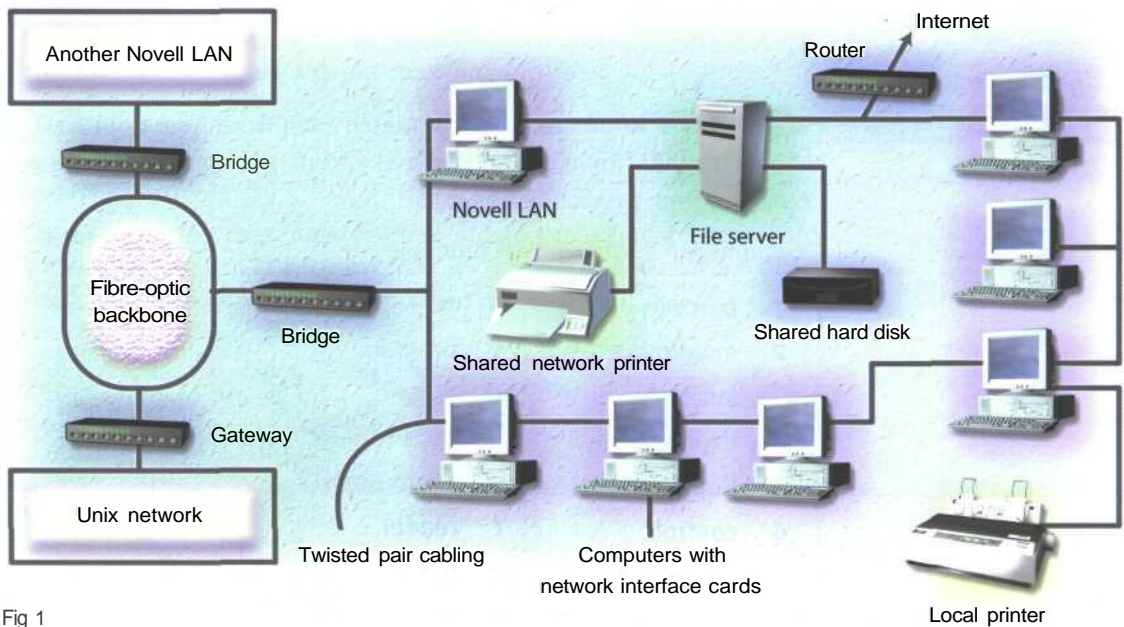 Another Novell LAN
Internet
Router
Bridge
Novell LAN
File server
Fibre-optic
backbone
Bridge
Shared network printer
Shared hard disk
Gateway
Unix network
Twisted pair cabling
Computers with
network interface cards
Local printer
Fig 1